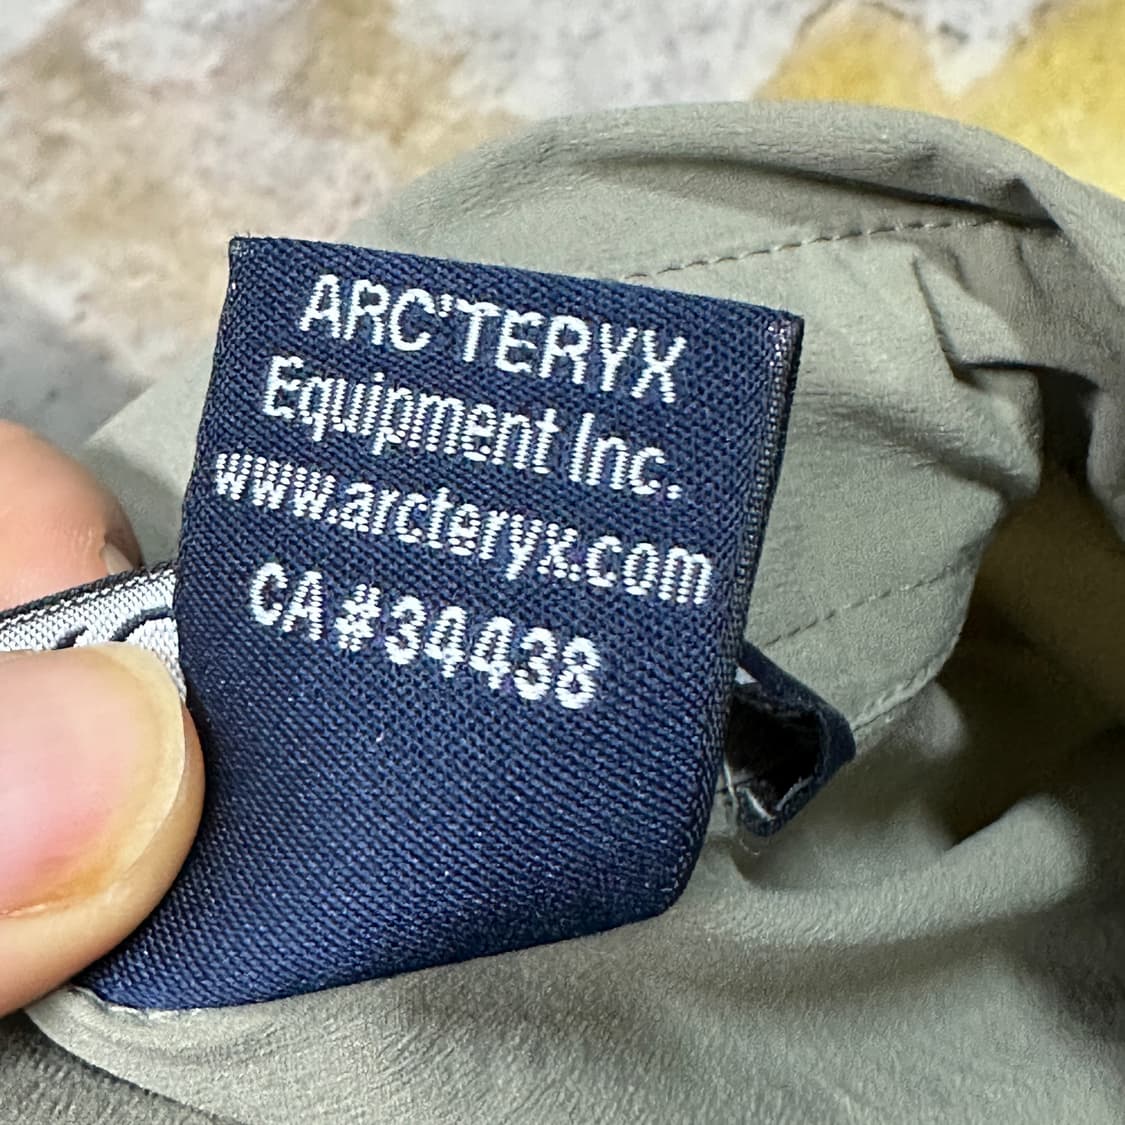 ARC'TERYX
Equipment Inc.
www.arcteryx.com
CA #34438